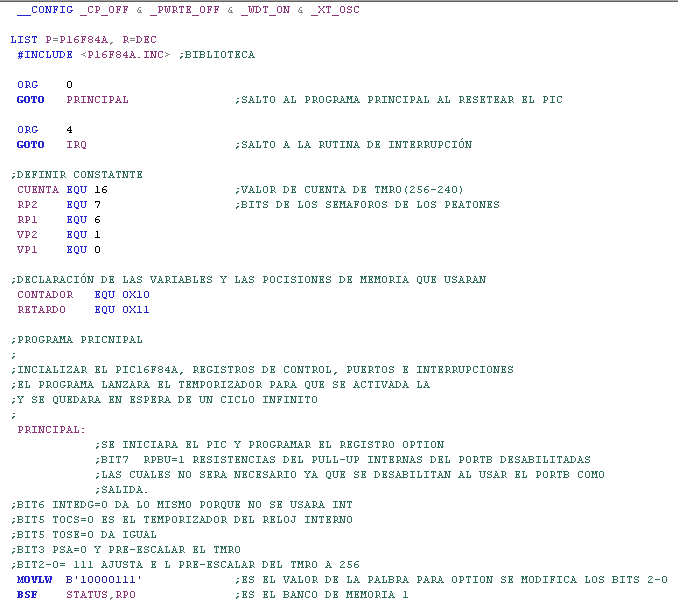 __CONFIG _CP_OFF & _PWRTE_OFF & _WDT_ON & _XT_OSC
LIST P=P16F84A, R=DEC
#INCLUDE <P16F84A.INC> ;BIBLIOTECA
ORG 0
GOTO PRINCIPAL ;SALTO AL PROGRAMA PRINCIPAL AL RESETEAR EL PIC
ORG 4
GOTO IRQ ;SALTO A LA RUTINA DE INTERRUPCIÓN
;DEFINIR CONSTATNTE
CUENTA EQU 16 ;VALOR DE CUENTA DE TMRO(256-240)
RP2 EQU 7 ;BITS DE LOS SEMAFOROS DE LOS PEATONES
RP1 EQU 6
VP2 EQU 1
VP1 EQU 0
;DECLARACIÓN DE LAS VARIABLES Y LAS POCISIONES DE MEMORIA QUE USARAN
CONTADOR EQU 0X10
RETARDO EQU 0X11
;PROGRAMA PRICNIPAL
;
;INCIALIZAR EL PIC16F84A, REGISTROS DE CONTROL, PUERTOS E INTERRUPCIONES
;EL PROGRAMA LANZARA EL TEMPORIZADOR PARA QUE SE ACTIVADA LA
;Y SE QUEDARA EN ESPERA DE UN CICLO INFINITO
;
PRINCIPAL:
;SE INICIARA EL PIC Y PROGRAMAR EL REGISTRO OPTION
;BIT7 RPBU=1 RESISTENCIAS DEL PULL-UP INTERNAS DEL PORTB DESABILITADAS
;LAS CUALES NO SERA NECESARIO YA QUE SE DESABILITAN AL USAR EL PORTB COMO
;SALIDA.
;BIT6 INTEDG=0 DA LO MISMO PORQUE NO SE USARA INT
;BIT5 TOCS=0 ES EL TEMPORIZADOR DEL RELOJ INTERNO
;BIT5 TOSE=0 DA IGUAL
;BIT3 PSA=0 Y PRE-ESCALAR EL TMRO
;BIT2-0= 111 AJUSTA E L PRE-ESCALAR DEL TMRO A 256
MOVLW B'10000111' ;ES EL VALOR DE LA PALBRA PARA OPTION SE MODIFICA LOS BITS 2-0
BSF STATUS,RPO ;ES EL BANCO DE MEMORIA 1